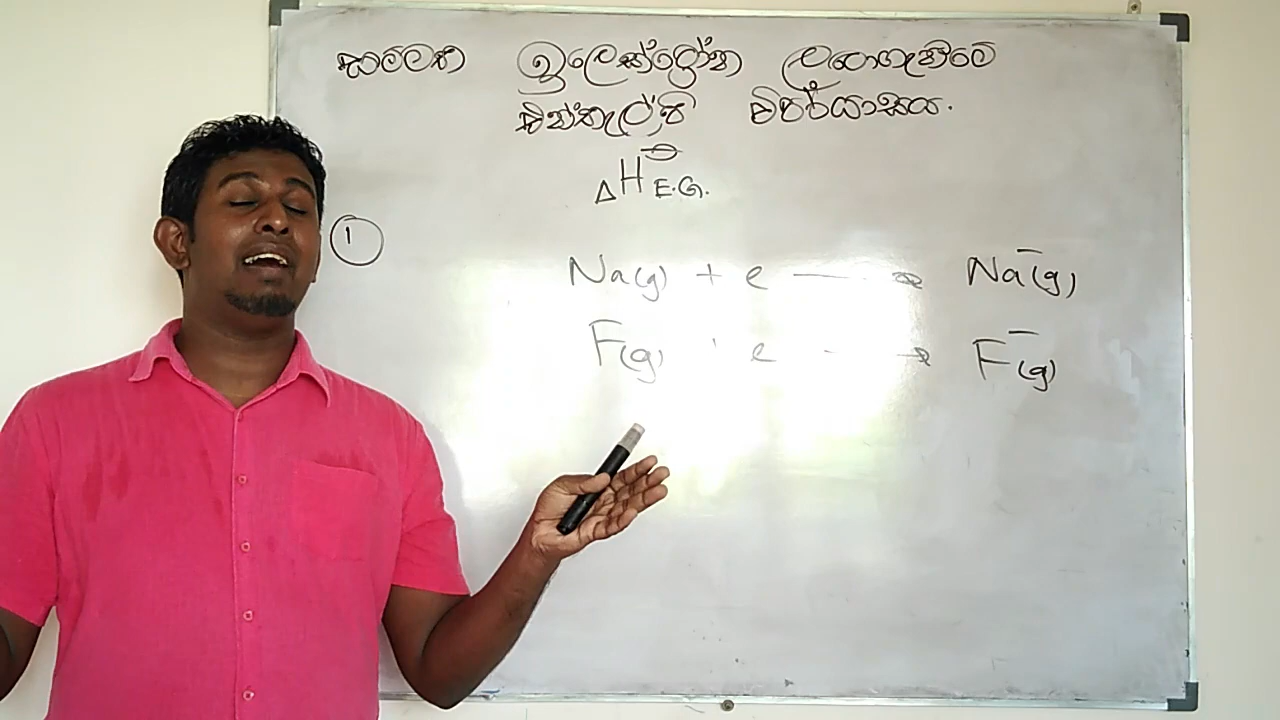 සම්මත ඉලෙක්ට්‍රෝන ලබාගැනීමේ
එන්තැල්පි විපර්යාසය.
ΔH⦵ E.G.
①
Na(g) + e → Na⁻(g)
F(g) + e → F⁻(g)